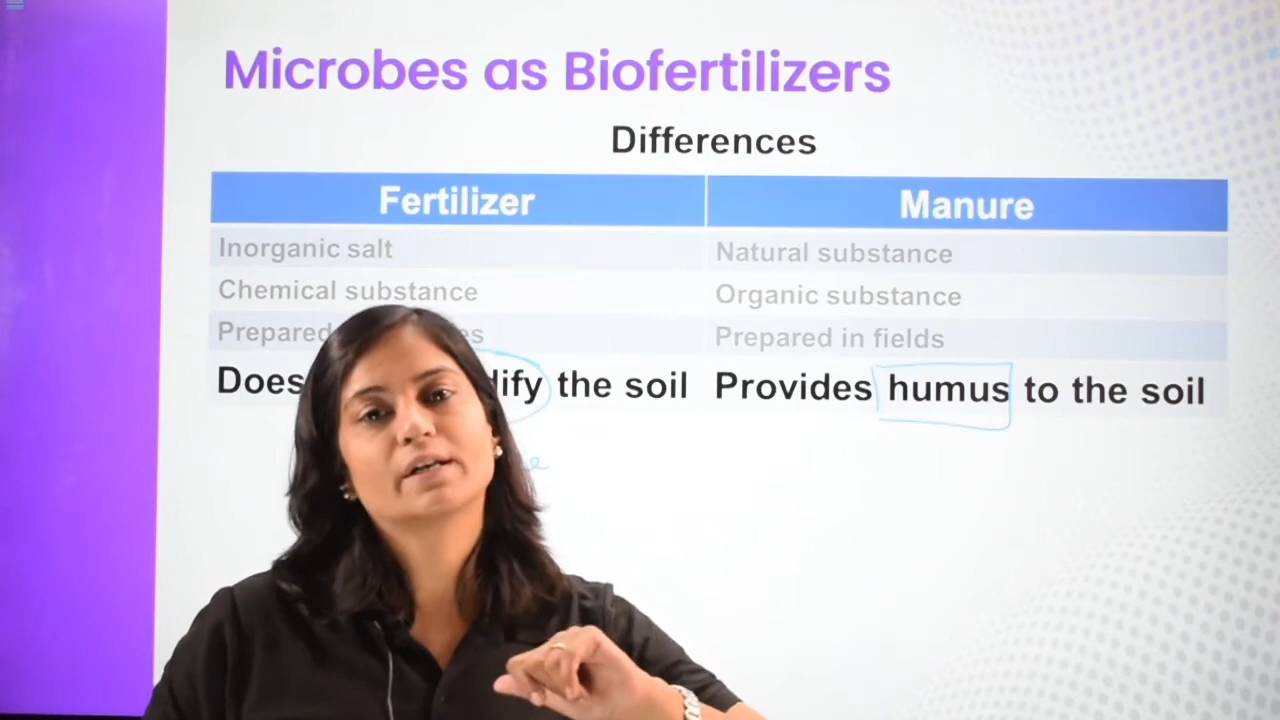 Microbes as Biofertilizers
Differences
Fertilizer Manure
Inorganic salt Natural substance
Chemical substance Organic substance
Prepared Prepared in fields
Does the soil Provides humus to the soil